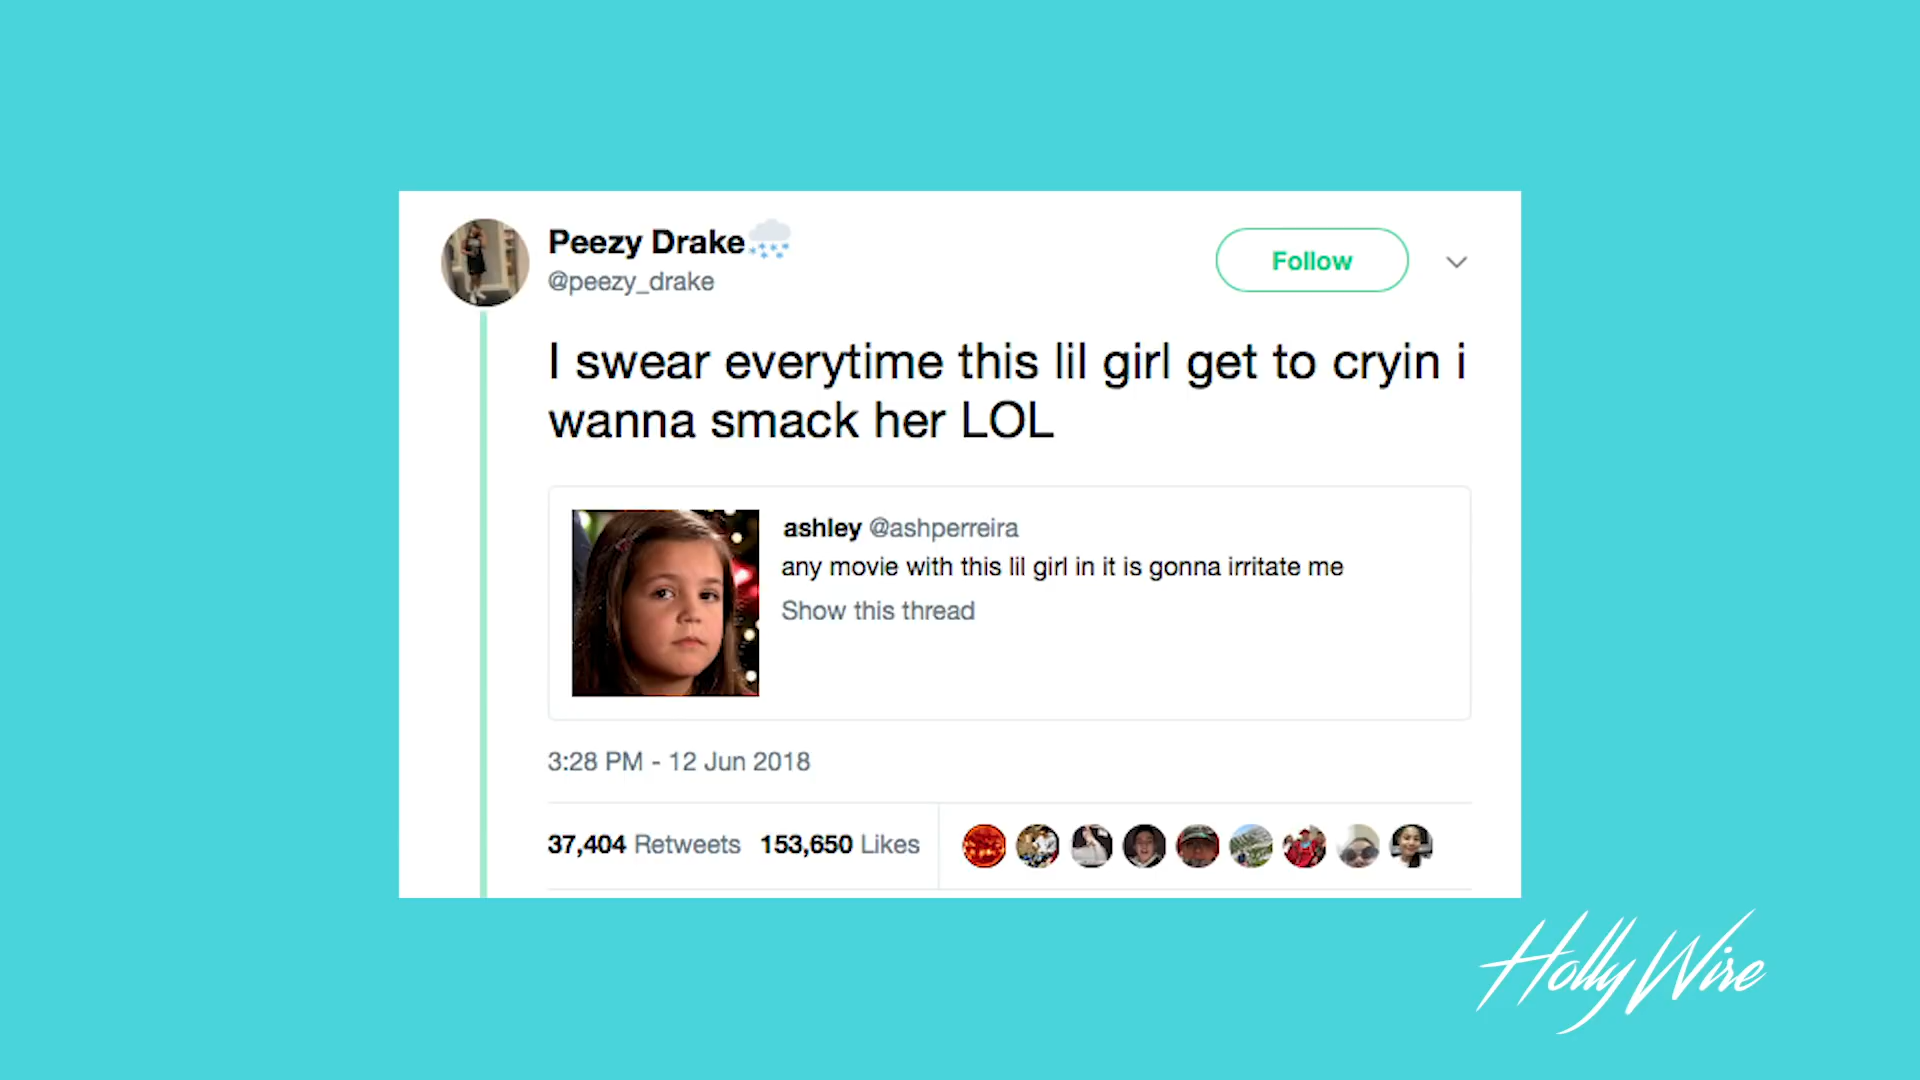 Peezy Drake🌨
@peezy_drake
Follow
I swear everytime this lil girl get to cryin i
wanna smack her LOL
ashley @ashperreira
any movie with this lil girl in it is gonna irritate me
Show this thread
3:28 PM - 12 Jun 2018
37,404 Retweets 153,650 Likes
HollyWire